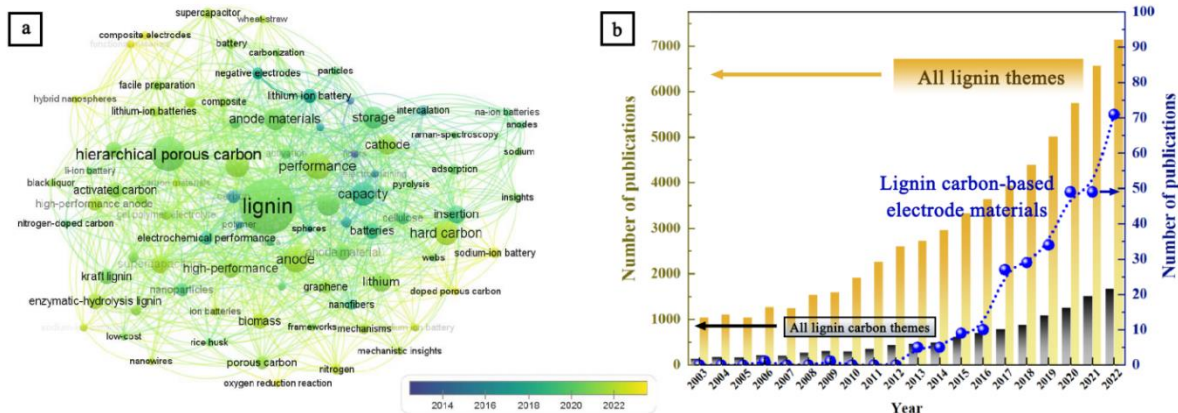 a
supercapacitor
wheat-straw
composite electrodes
battery
carbonization
negative electrodes
particles
facile preparation
lithium-ion battery
hybrid nanospheres
composite
intercalation
na-ion batteries
lithium-ion batteries
anode materials
storage
anodes
raman-spectroscopy
cathode
sodium
hierarchical porous carbon
performance
adsorption
li-ion battery
black liquor
pyrolysis
activated carbon
capacity
insights
high-performance anode
lignin
cellulose
nitrogen-doped carbon
polymer
insertion
spheres
electrochemical performance
batteries
hard carbon
anode material
webs
sodium-ion battery
supercapacitors
high-performance
anode
kraft lignin
lithium
graphene
doped porous carbon
nanoparticles
nanofibers
enzymatic-hydrolysis lignin
ion batteries
biomass
frameworks
mechanisms
low-cost
rice husk
mechanistic insights
nanowires
porous carbon
nitrogen
oxygen reduction reaction
2014 2016 2018 2020 2022
b
Number of publications
7000
6000
5000
4000
3000
2000
1000
0
All lignin themes
Lignin carbon-based
electrode materials
All lignin carbon themes
100
90
80
70
60
50
40
30
20
10
0
Number of publications
2003 2004 2005 2006 2007 2008 2009 2010 2011 2012 2013 2014 2015 2016 2017 2018 2019 2020 2021 2022
Year